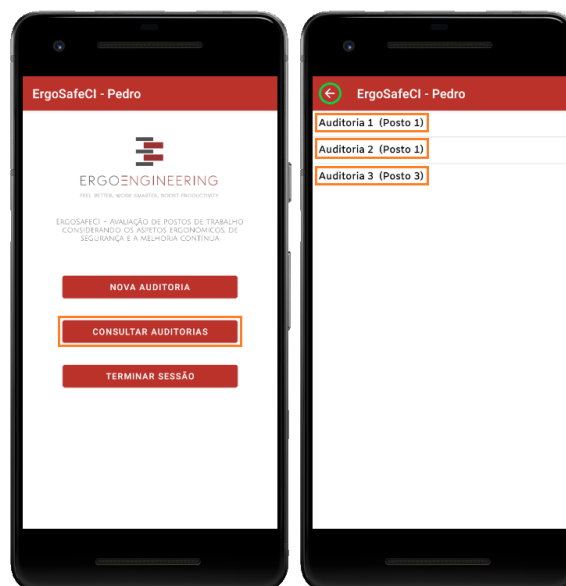 ErgoSafeCI - Pedro
ERGOENGINEERING
FEEL BETTER, WORK SMARTER, BOOST PRODUCTIVITY
ErgoSafeCI - Avaliação de postos de trabalho
considerando os aspetos ergonómicos, de
segurança e a melhoria contínua
NOVA AUDITORIA
CONSULTAR AUDITORIAS
TERMINAR SESSÃO
ErgoSafeCI - Pedro
Auditoria 1 (Posto 1)
Auditoria 2 (Posto 1)
Auditoria 3 (Posto 3)